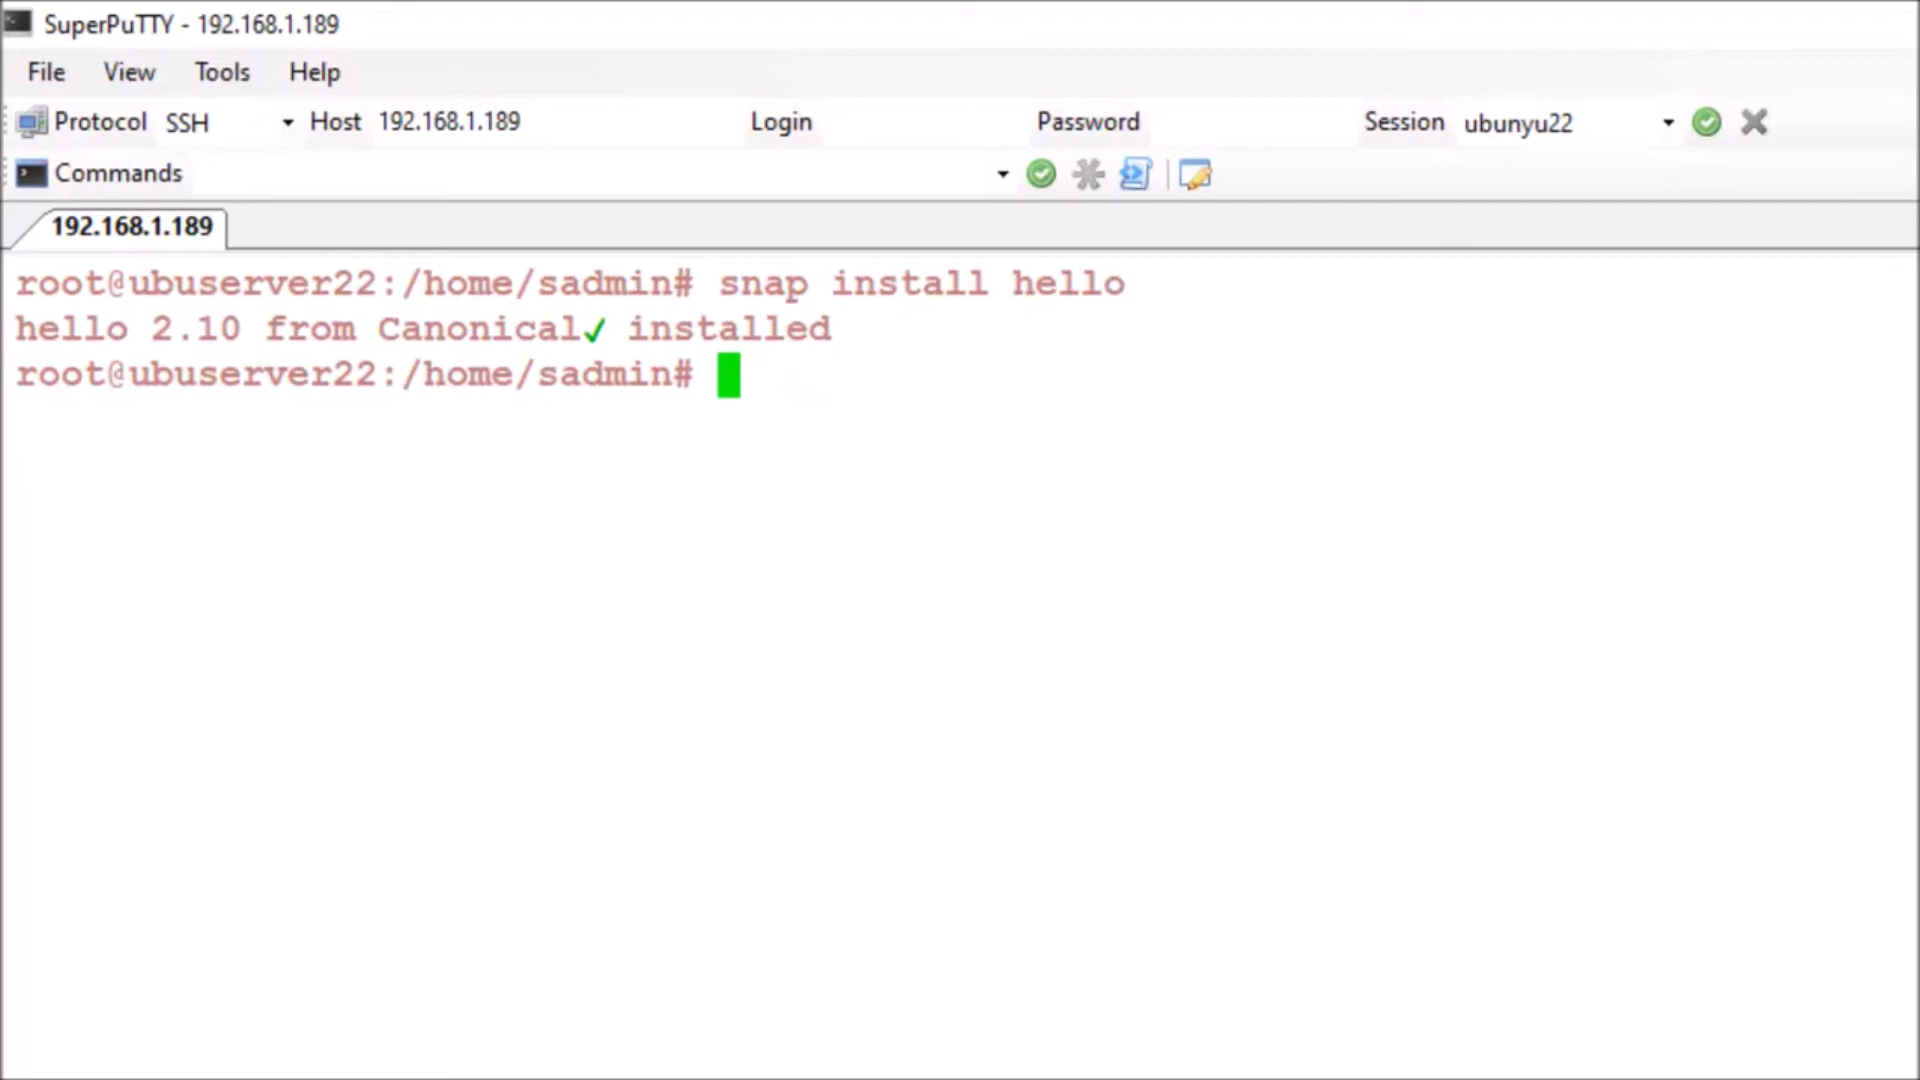 SuperPuTTY - 192.168.1.189
File View Tools Help
Protocol SSH Host 192.168.1.189 Login Password Session ubunyu22
Commands
192.168.1.189
root@ubuserver22:/home/sadmin# snap install hello
hello 2.10 from Canonical✓ installed
root@ubuserver22:/home/sadmin#